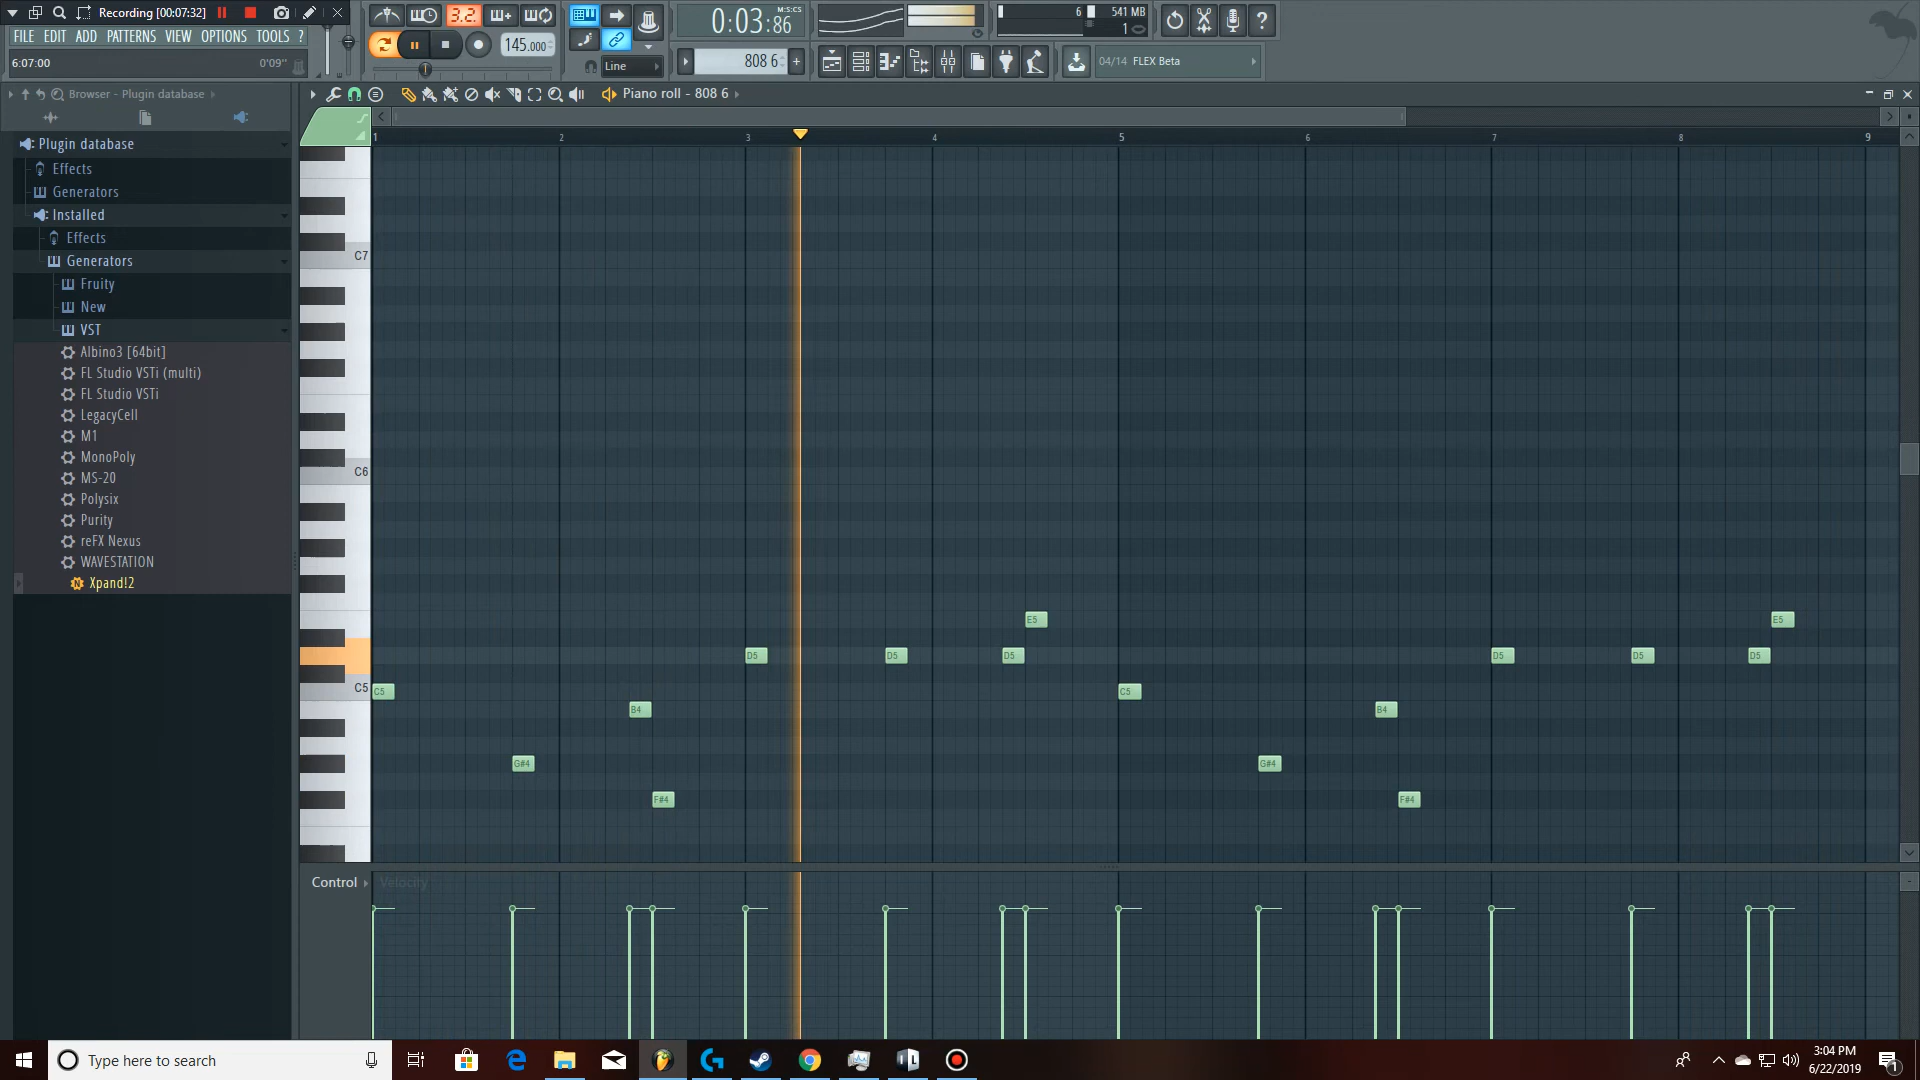 Recording [00:07:32]
FILE EDIT ADD PATTERNS VIEW OPTIONS TOOLS ?
6:07:00 0'09"
3.2.
145.000
Line
0:03:86 M:S:CS
808 6
6 541 MB
1
04/14 FLEX Beta
Browser - Plugin database
Piano roll - 808 6
Plugin database
Effects
Generators
Installed
Effects
Generators
Fruity
New
VST
Albino3 [64bit]
FL Studio VSTi (multi)
FL Studio VSTi
LegacyCell
M1
MonoPoly
MS-20
Polysix
Purity
reFX Nexus
WAVESTATION
Xpand!2
1 2 3 4 5 6 7 8 9
C7
C6
E5 E5
D5 D5 D5 D5 D5 D5
C5 C5 C5
B4 B4
G#4 G#4
F#4 F#4
Control Velocity
Type here to search
3:04 PM
6/22/2019
1